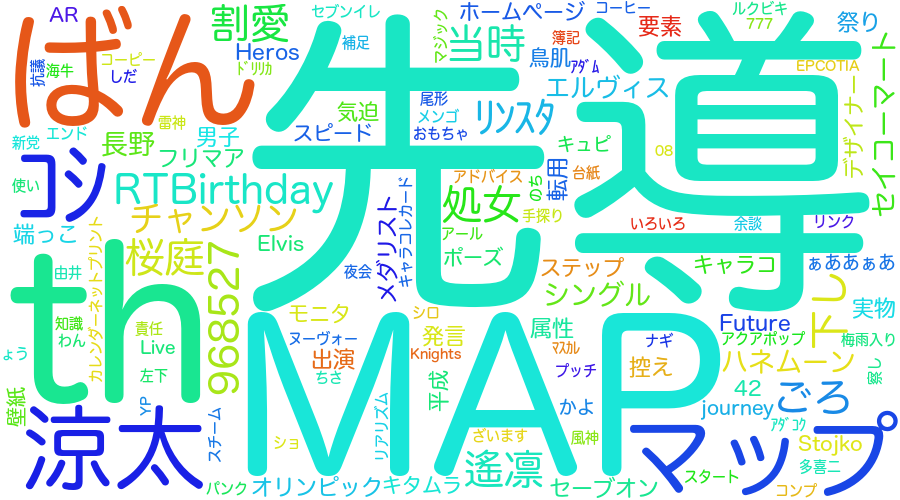 AR
ばん
割愛
セブンイレ
ホームページ
コーヒー
ルクビキ
777
祭り
Heros
補足
マジック
当時
簿記
要素
鳥肌
ｱﾀﾞﾑ
EPCOTIA
抗議
海牛
コーピー
しだ
ﾄﾞﾘﾘｶ
先導
エルヴィス
デザイナー
セイコーマート
雷神
気迫
尾形
メンゴ
おもちゃ
リンスタ
新党
エンド
長野
男子
スピード
フリマア
キュピ
08
コシ
使い
RTBirthday
アドバイス
のち
転用
台紙
処女
手探り
チャンソン
メダリスト
キャラコレカード
いろいろ
余談
リンク
端っこ
カレンダーネットプリント
桜庭
968527
Elvis
アール
ポーズ
キャラコ
ぁああぁあ
由井
夜会
ステップ
th
MAP
シングル
下し
実物
モニタ
シロ
属性
Future
知識
わん
責任
ヌーヴォー
発言
ナギ
アクアポップ
梅雨入り
ょう
Live
出演
Knights
ﾏｽｶﾚ
プッチ
控え
ハネムーン
察し
左下
ちさ
平成
42
壁紙
涼太
YP
スチーム
リアリズム
かよ
journey
ごろ
ｱﾀﾞｺｸ
ショ
ざいます
風神
マップ
Stojko
遙凛
多喜二
パンク
オリンピック
キタムラ
セーブオン
スタート
コンプ